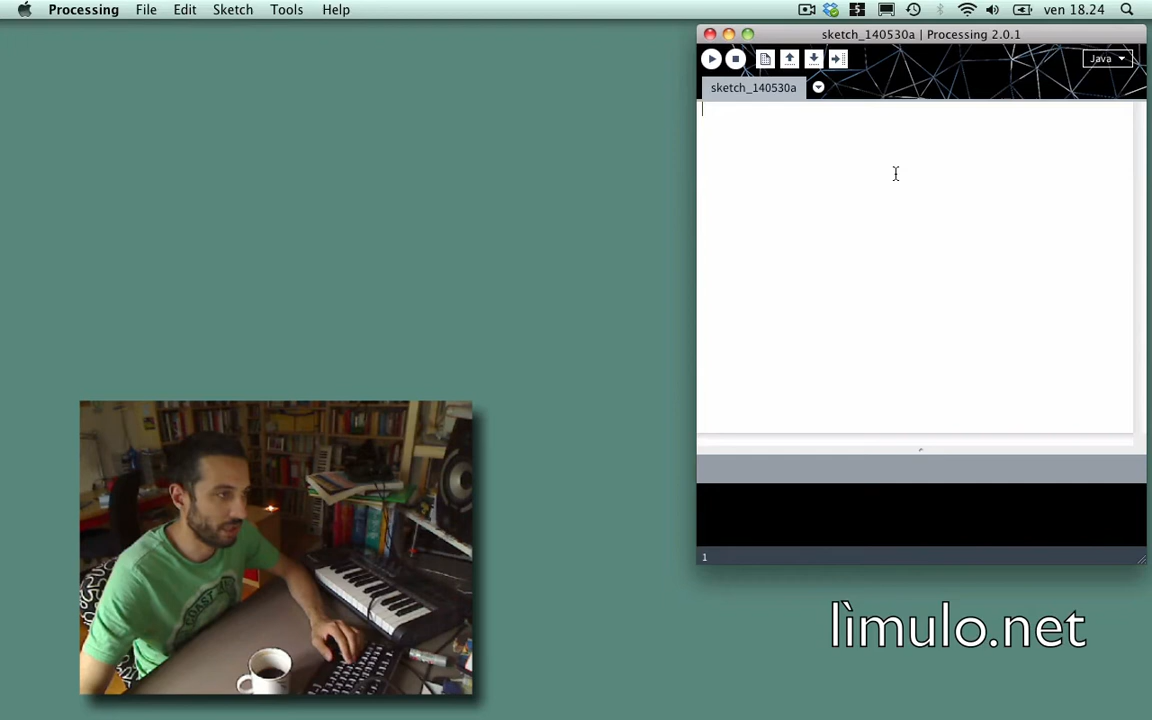 Processing File Edit Sketch Tools Help
ven 18.24
sketch_140530a | Processing 2.0.1
Java
sketch_140530a
1
lìmulo.net